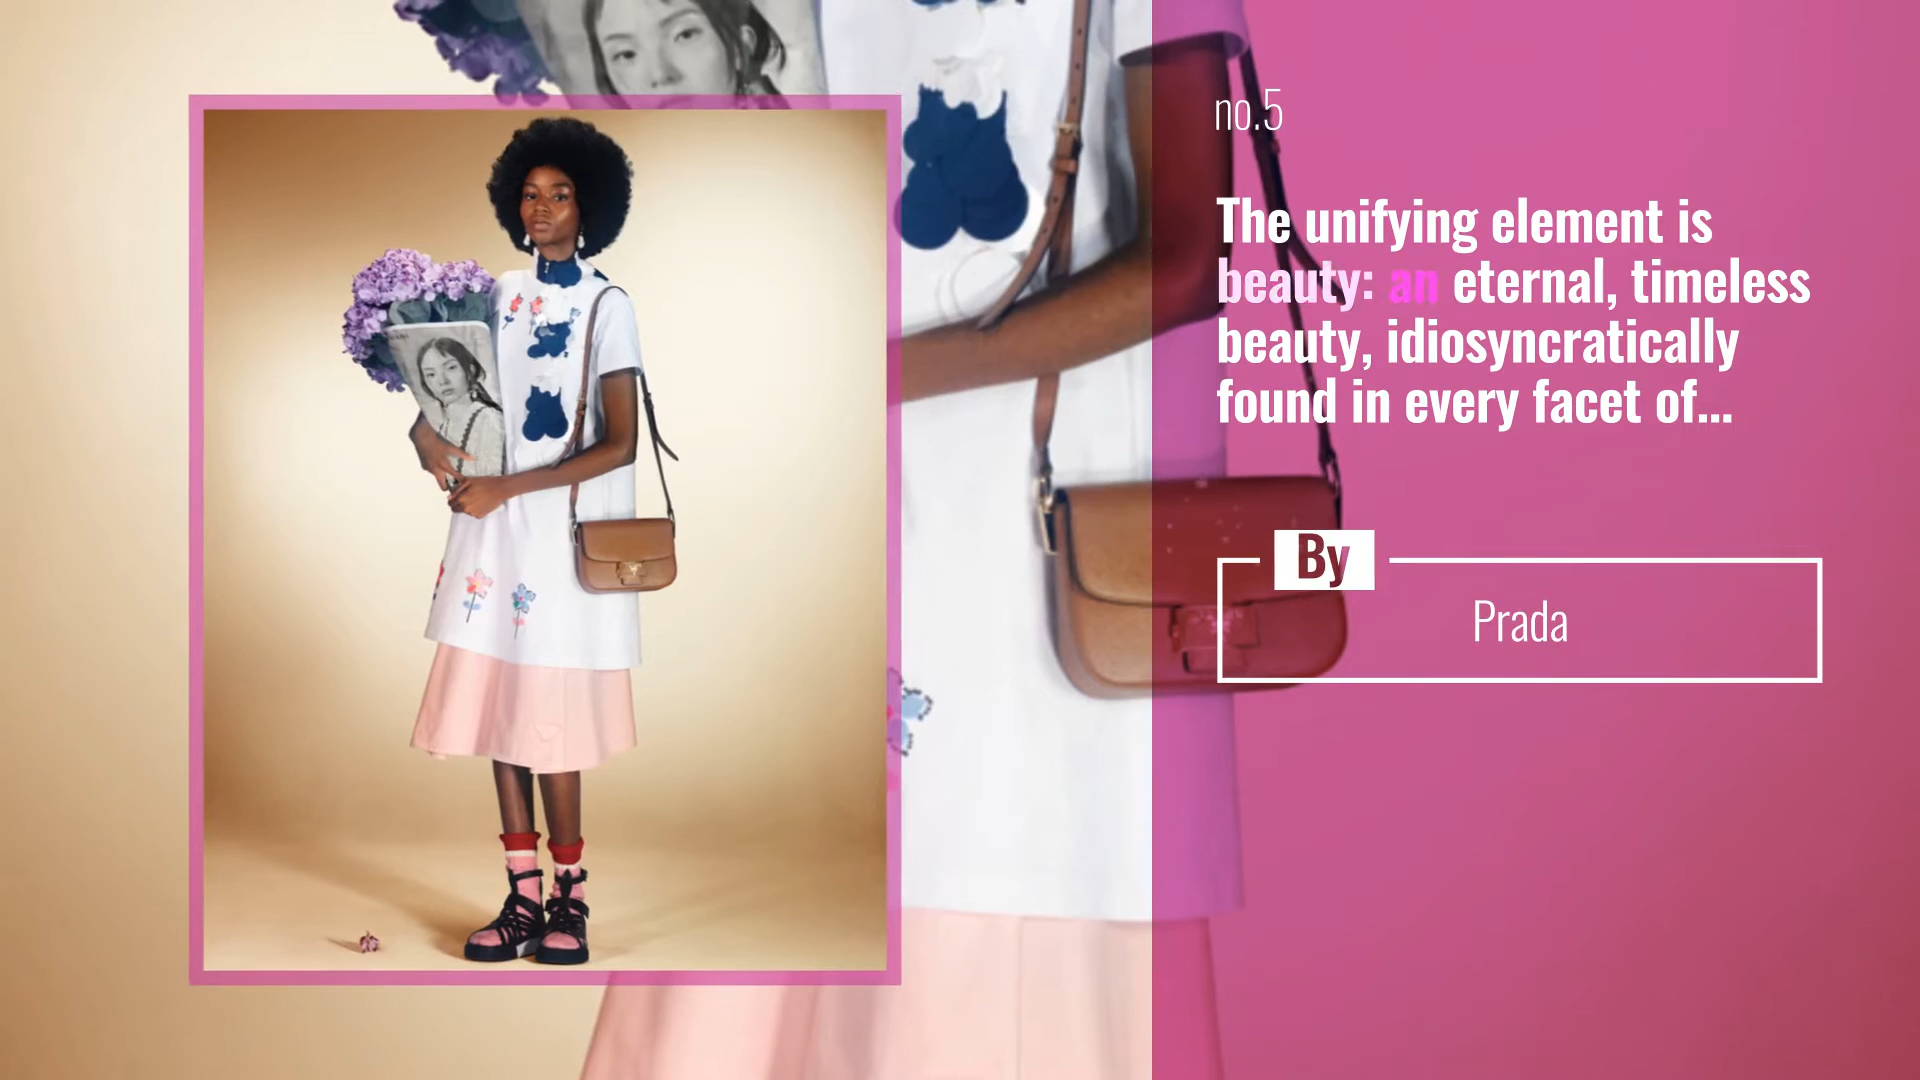 no.5
The unifying element is
beauty: an eternal, timeless
beauty, idiosyncratically
found in every facet of...
By
Prada